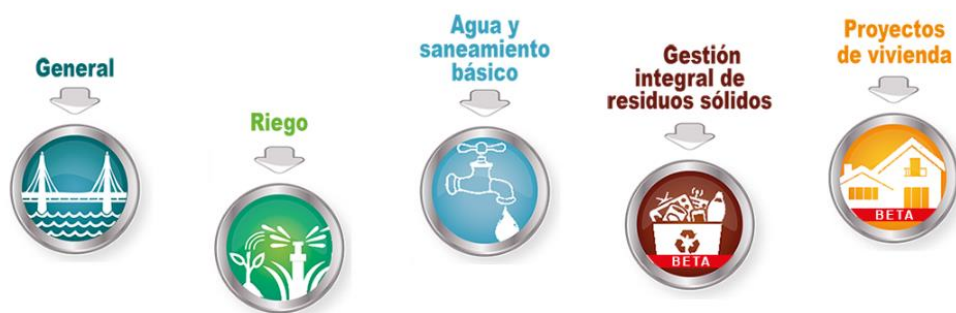 General
Riego
Agua y
saneamiento
básico
Gestión
integral de
residuos sólidos
BETA
Proyectos
de vivienda
BETA